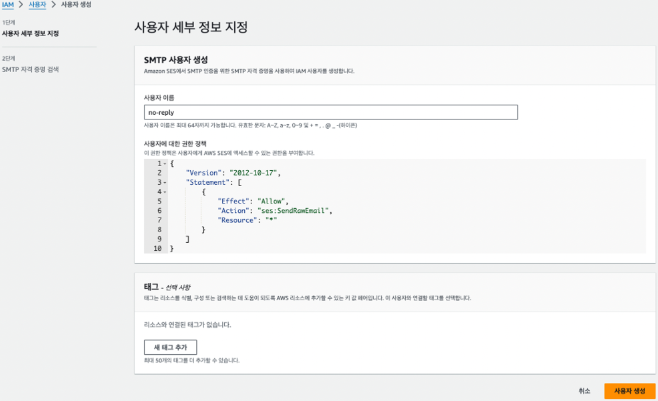 IAM > 사용자 > 사용자 생성
1단계
사용자 세부 정보 지정
2단계
SMTP 자격 증명 검색
사용자 세부 정보 지정
SMTP 사용자 생성
Amazon SES에서 SMTP 인증을 위한 SMTP 자격 증명을 사용하여 IAM 사용자를 생성합니다.
사용자 이름
no-reply
사용자 이름은 최대 64자까지 가능합니다. 유효한 문자: A-Z, a-z, 0-9 및 + = , . @ _ -(하이픈)
사용자에 대한 권한 정책
이 권한 정책은 사용자에게 AWS SES에 액세스할 수 있는 권한을 부여합니다.
1 {
2 "Version": "2012-10-17",
3 "Statement": [
4 {
5 "Effect": "Allow",
6 "Action": "ses:SendRawEmail",
7 "Resource": "*"
8 }
9 ]
10 }
태그 - 선택 사항
태그는 리소스를 식별, 구성 또는 검색하는 데 도움이 되도록 AWS 리소스에 추가할 수 있는 키 값 페어입니다. 이 사용자와 연결할 태그를 선택합니다.
리소스와 연결된 태그가 없습니다.
새 태그 추가
최대 50개의 태그를 더 추가할 수 있습니다.
취소
사용자 생성